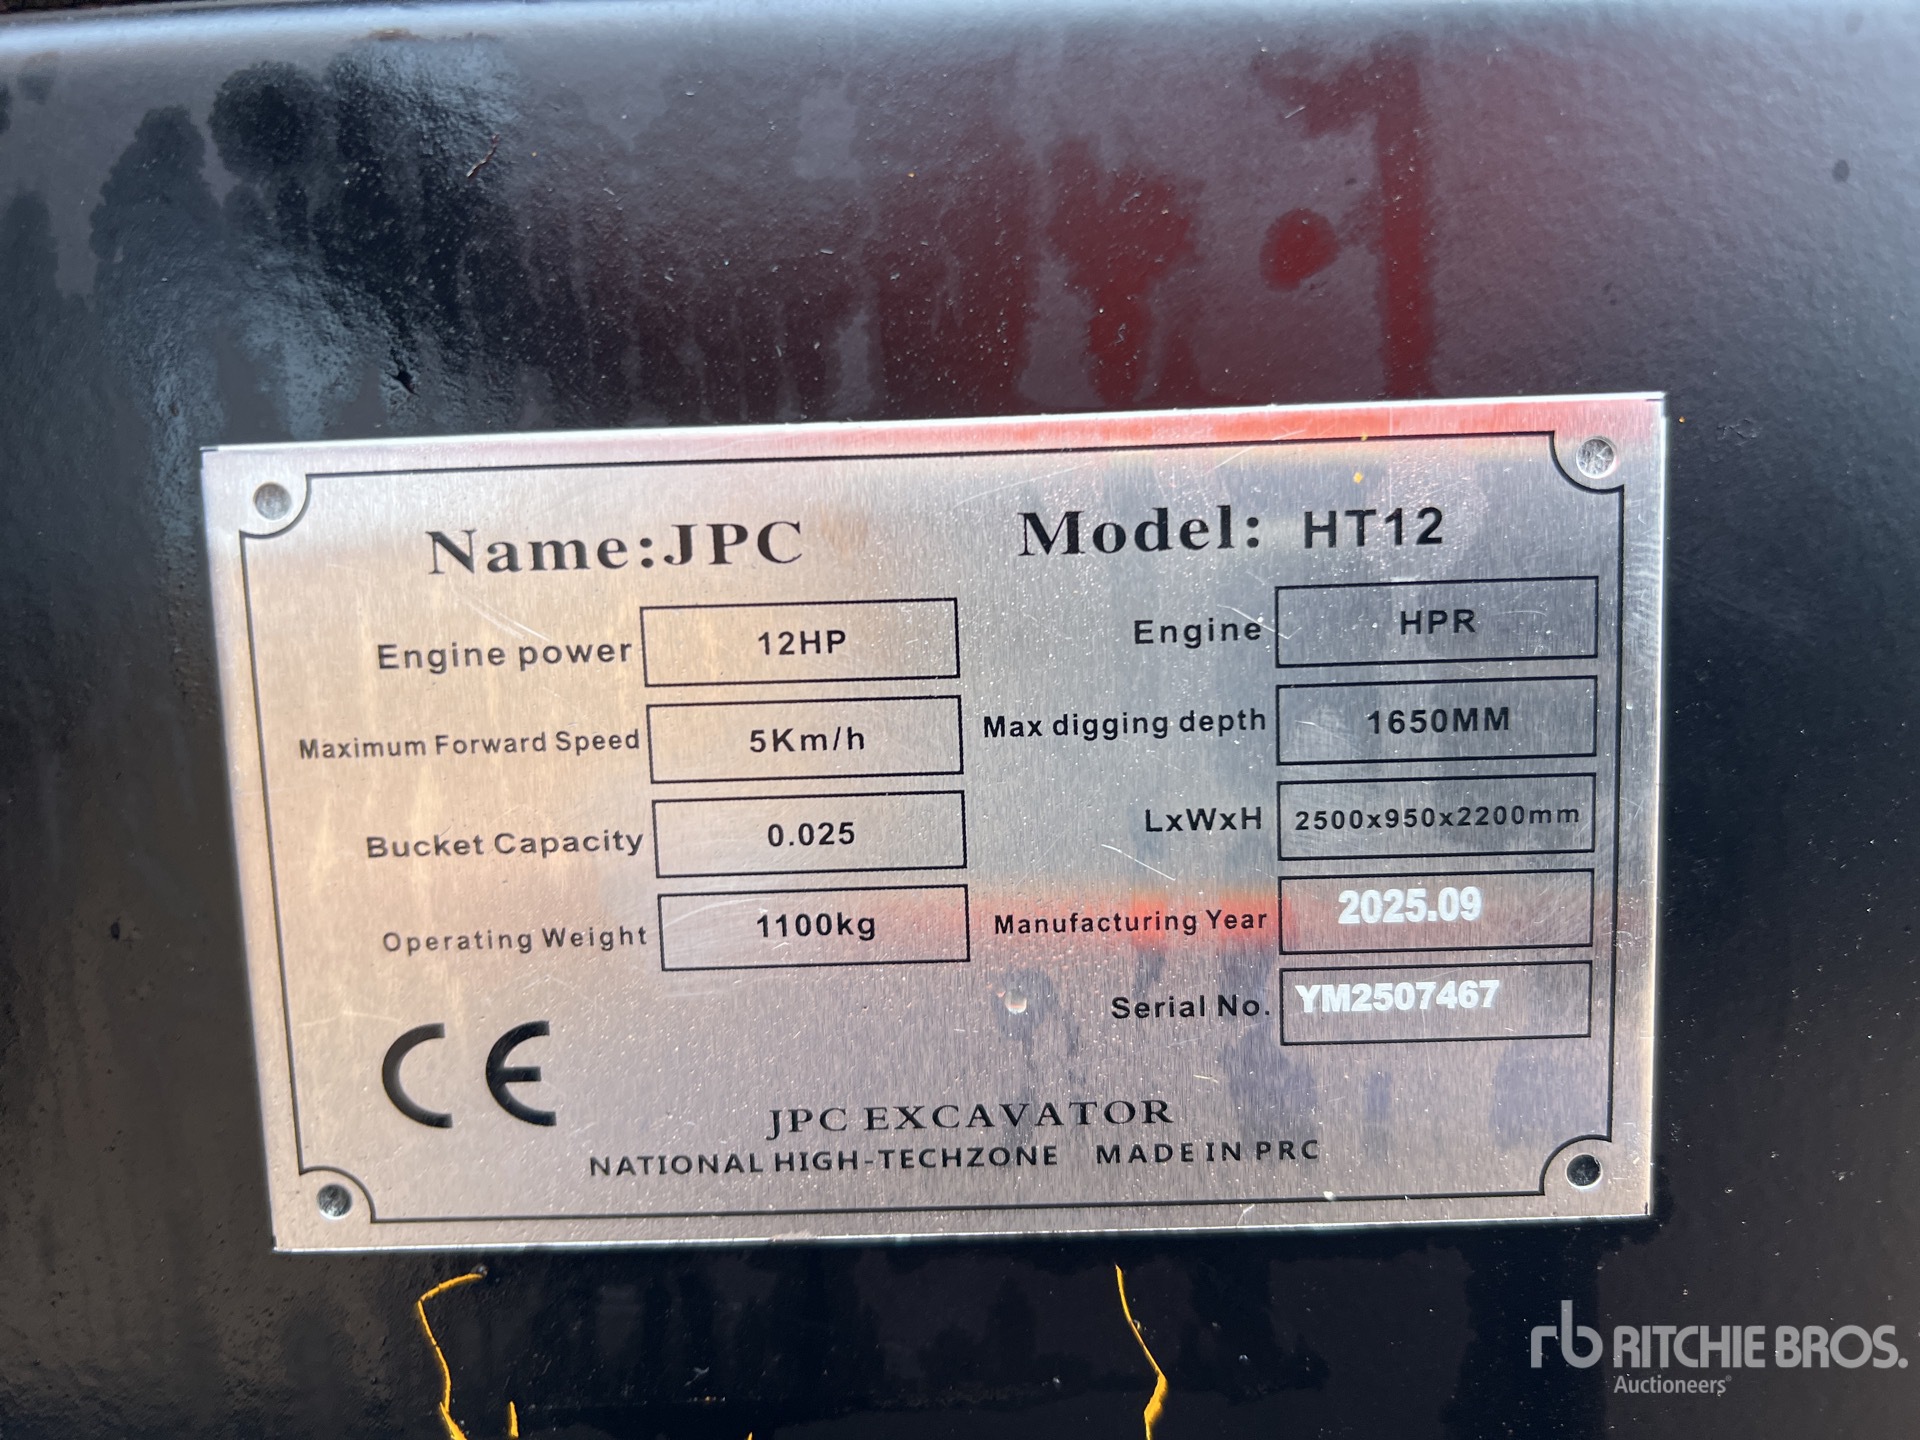 Name:JPC Model: HT12
Engine power 12HP Engine HPR
Maximum Forward Speed 5Km/h Max digging depth 1650MM
Bucket Capacity 0.025 LxWxH 2500x950x2200mm
Operating Weight 1100kg Manufacturing Year 2025.09
Serial No. YM2507467
CE
JPC EXCAVATOR
NATIONAL HIGH-TECHZONE MADE IN PRC
rb RITCHIE BROS.
Auctioneers